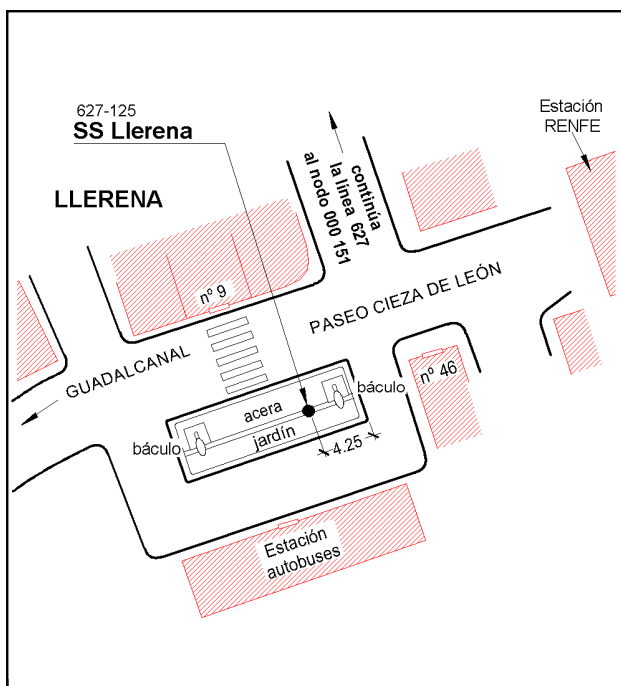 627-125
SS Llerena
Estación
RENFE
LLERENA
continúa
la línea 627
al nodo 000 151
nº 9
PASEO CIEZA DE LEÓN
GUADALCANAL
nº 46
báculo
acera
jardín
báculo
4.25
Estación
autobuses